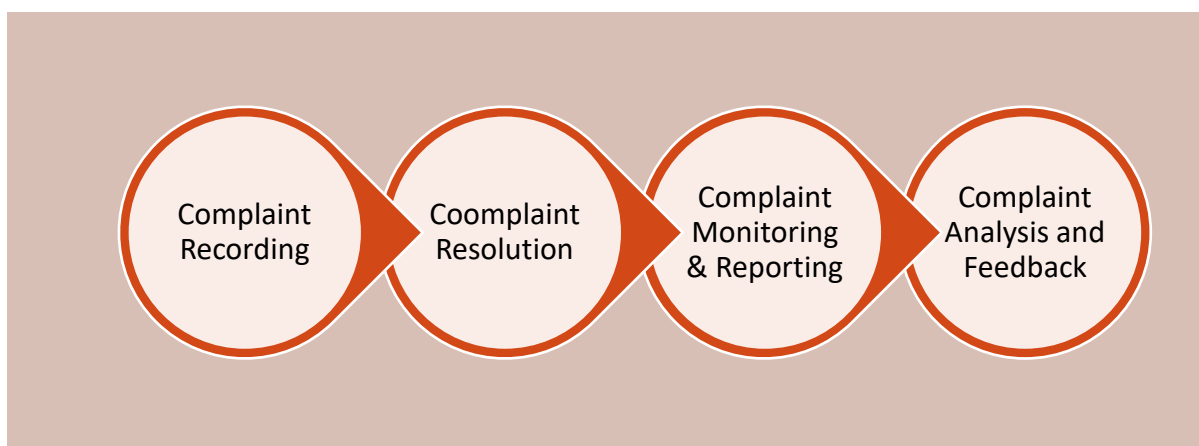 Complaint
Recording
Coomplaint
Resolution
Complaint
Monitoring
& Reporting
Complaint
Analysis and
Feedback